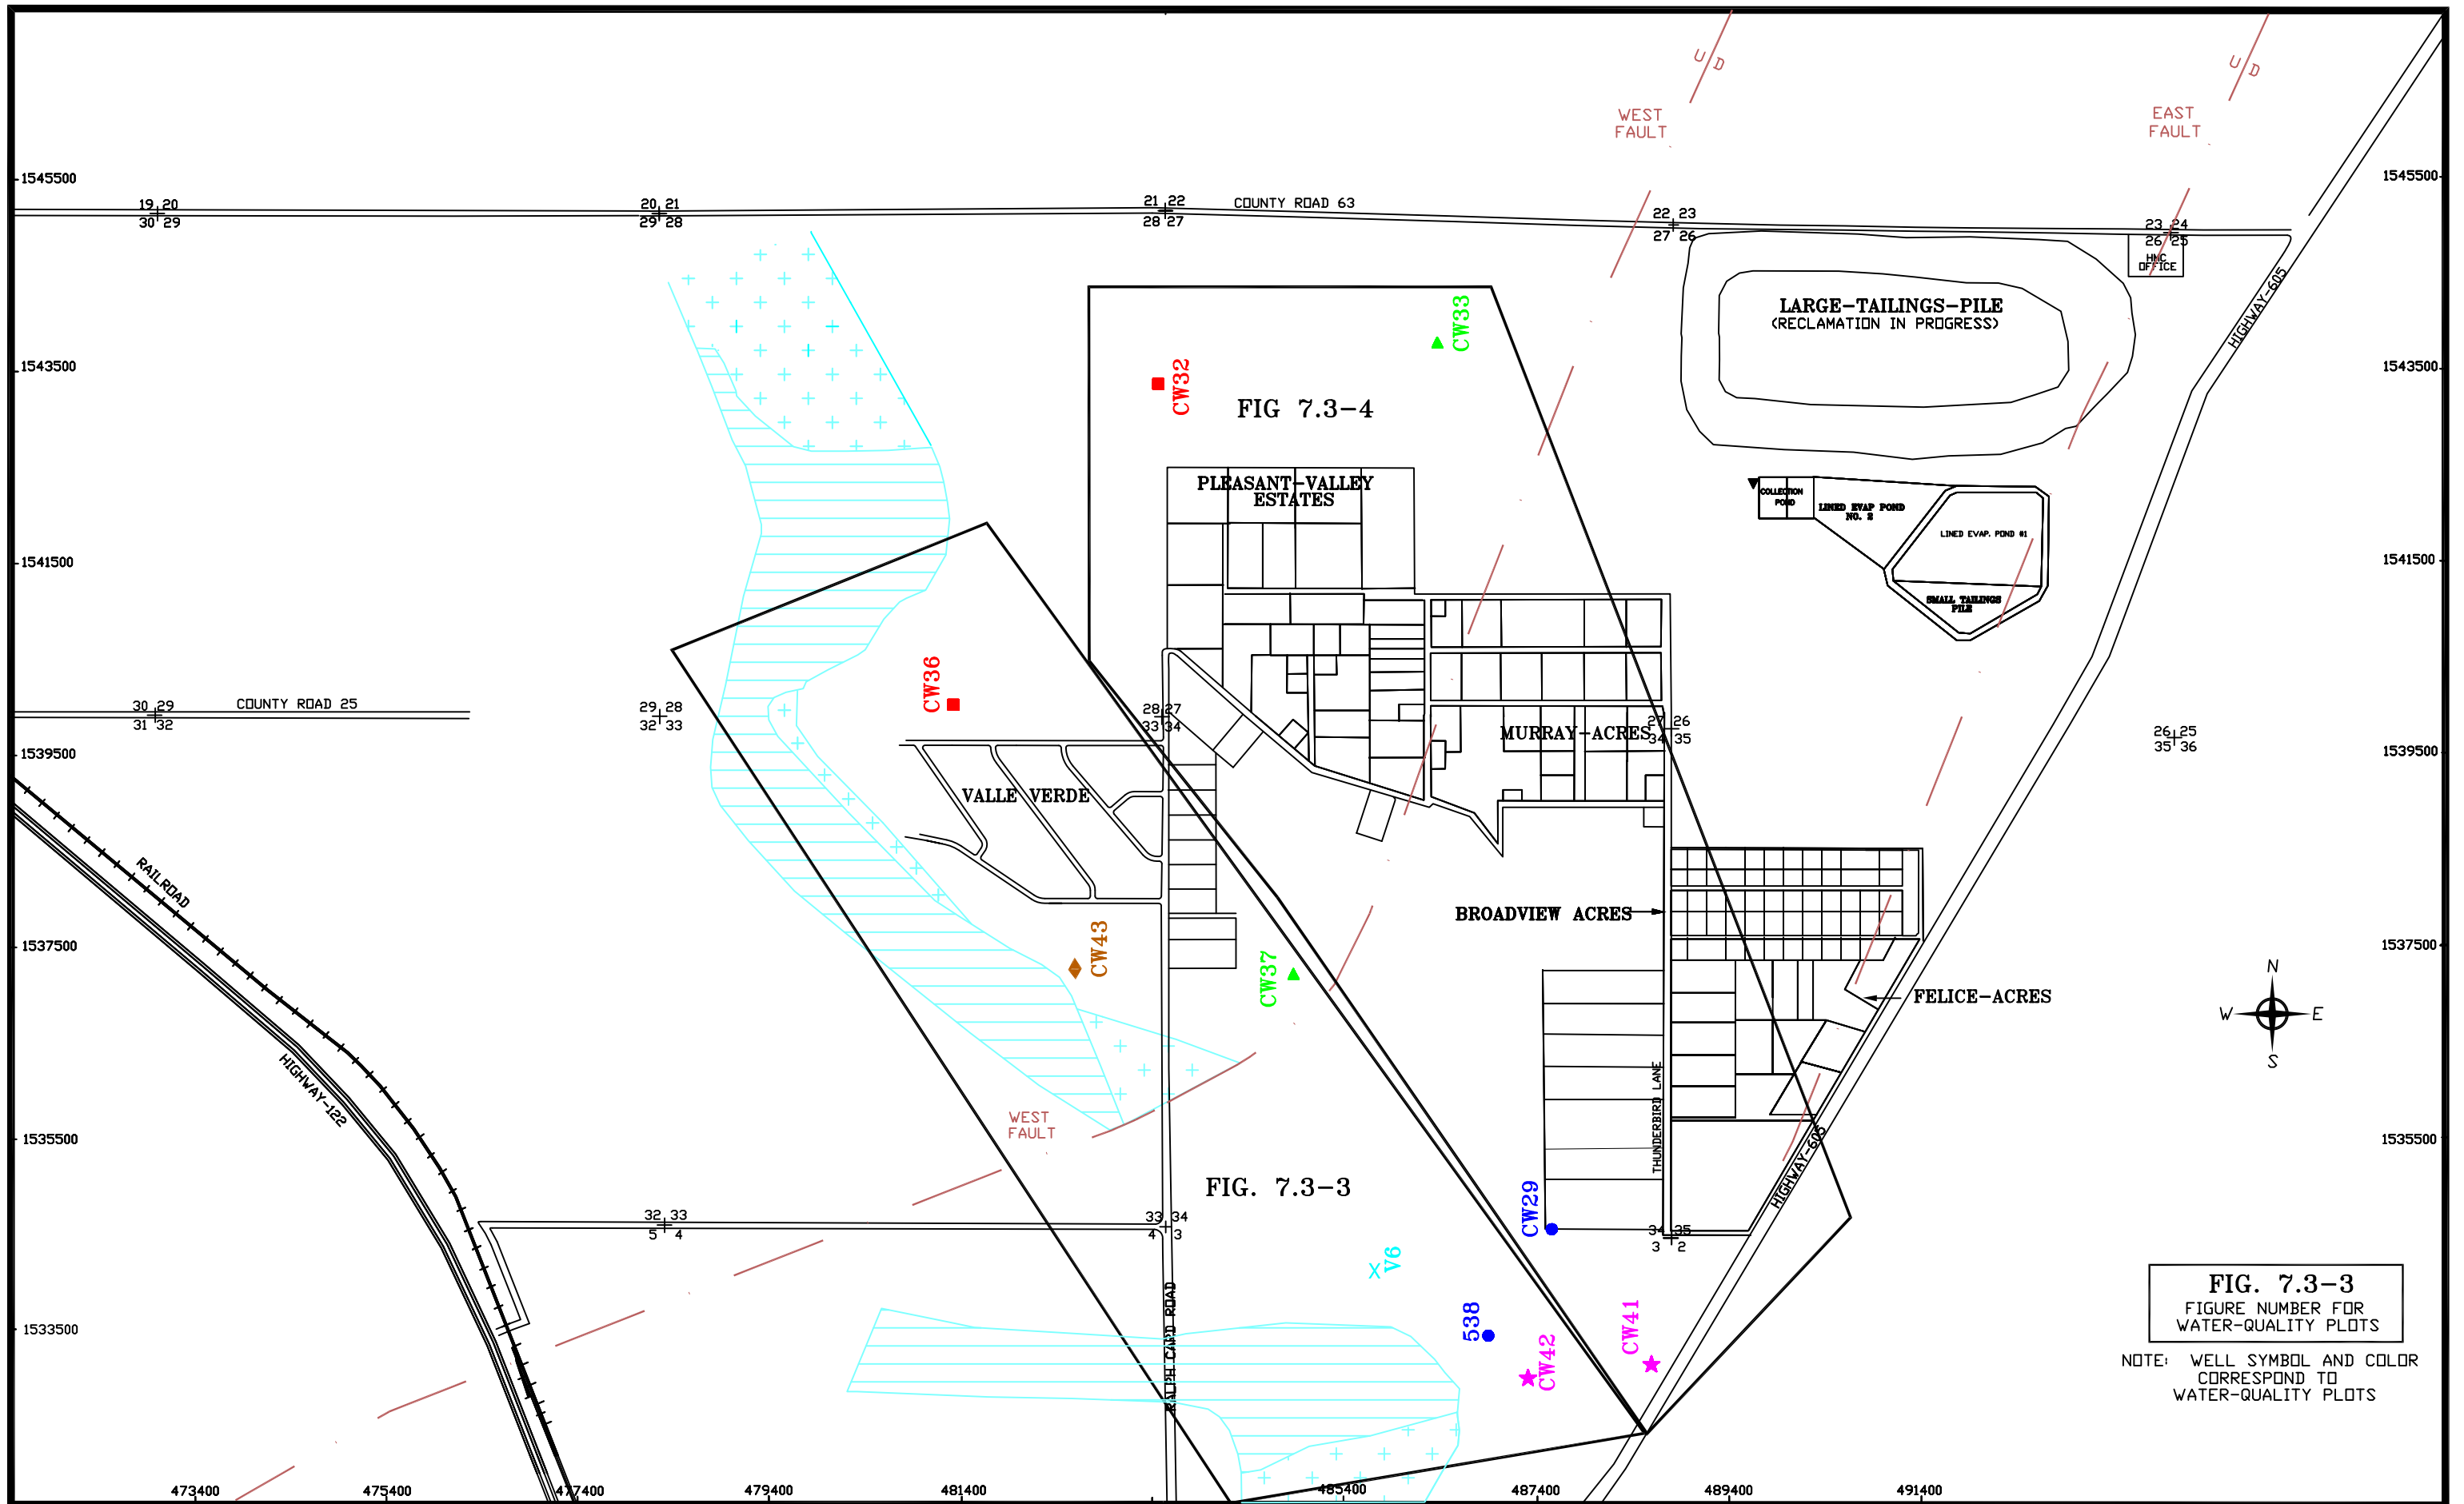 U D
U D
WEST
FAULT
EAST
FAULT
1545500
1545500
19 20
30 29
20 21
29 28
21 22
28 27
COUNTY ROAD 63
22 23
27 26
23 24
26 25
HMC
OFFICE
HIGHWAY-605
LARGE-TAILINGS-PILE
(RECLAMATION IN PROGRESS)
CW33
CW32
1543500
1543500
FIG 7.3-4
PLEASANT-VALLEY
ESTATES
COLLECTION
POND
LINED EVAP POND
NO. 2
LINED EVAP. POND #1
SMALL TAILINGS
PILE
1541500
1541500
CW36
30 29
31 32
COUNTY ROAD 25
29 28
32 33
28 27
33 34
27 26
34 35
26 25
35 36
MURRAY-ACRES
1539500
1539500
VALLE VERDE
RAILROAD
BROADVIEW ACRES
1537500
1537500
CW43
CW37
FELICE-ACRES
N
W E
S
HIGHWAY-122
THUNDERBIRD LANE
WEST
FAULT
1535500
1535500
HIGHWAY-605
FIG. 7.3-3
CW29
32 33
5 4
33 34
4 3
34 35
3 2
V6
RALPH CARD ROAD
538
CW42
CW41
1533500
FIG. 7.3-3
FIGURE NUMBER FOR
WATER-QUALITY PLOTS
NOTE: WELL SYMBOL AND COLOR
CORRESPOND TO
WATER-QUALITY PLOTS
473400
475400
477400
479400
481400
485400
487400
489400
491400